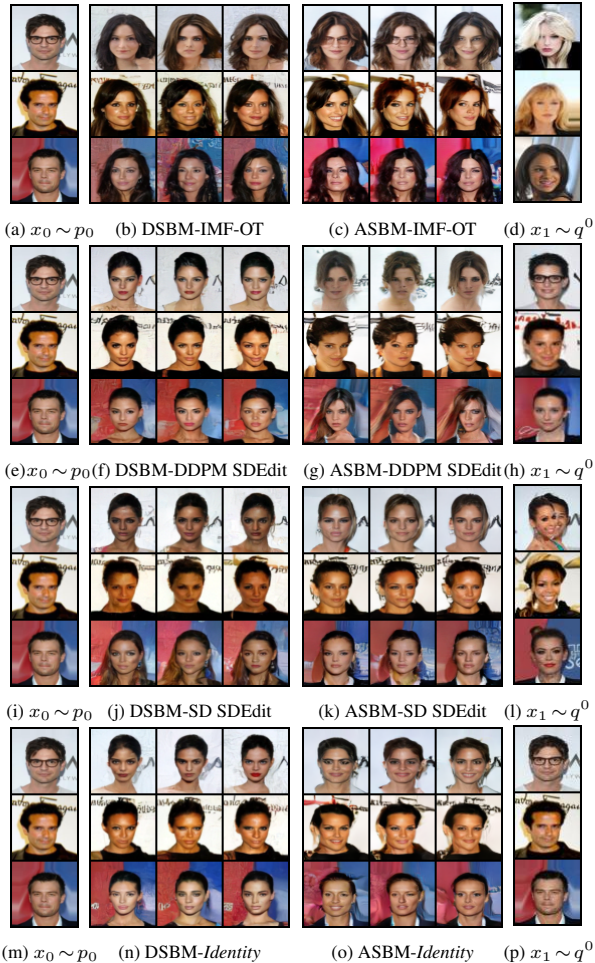 (a) x₀ ∼ p₀ (b) DSBM-IMF-OT (c) ASBM-IMF-OT (d) x₁ ∼ q⁰
(e) x₀ ∼ p₀ (f) DSBM-DDPM SDEdit (g) ASBM-DDPM SDEdit (h) x₁ ∼ q⁰
(i) x₀ ∼ p₀ (j) DSBM-SD SDEdit (k) ASBM-SD SDEdit (l) x₁ ∼ q⁰
(m) x₀ ∼ p₀ (n) DSBM-Identity (o) ASBM-Identity (p) x₁ ∼ q⁰